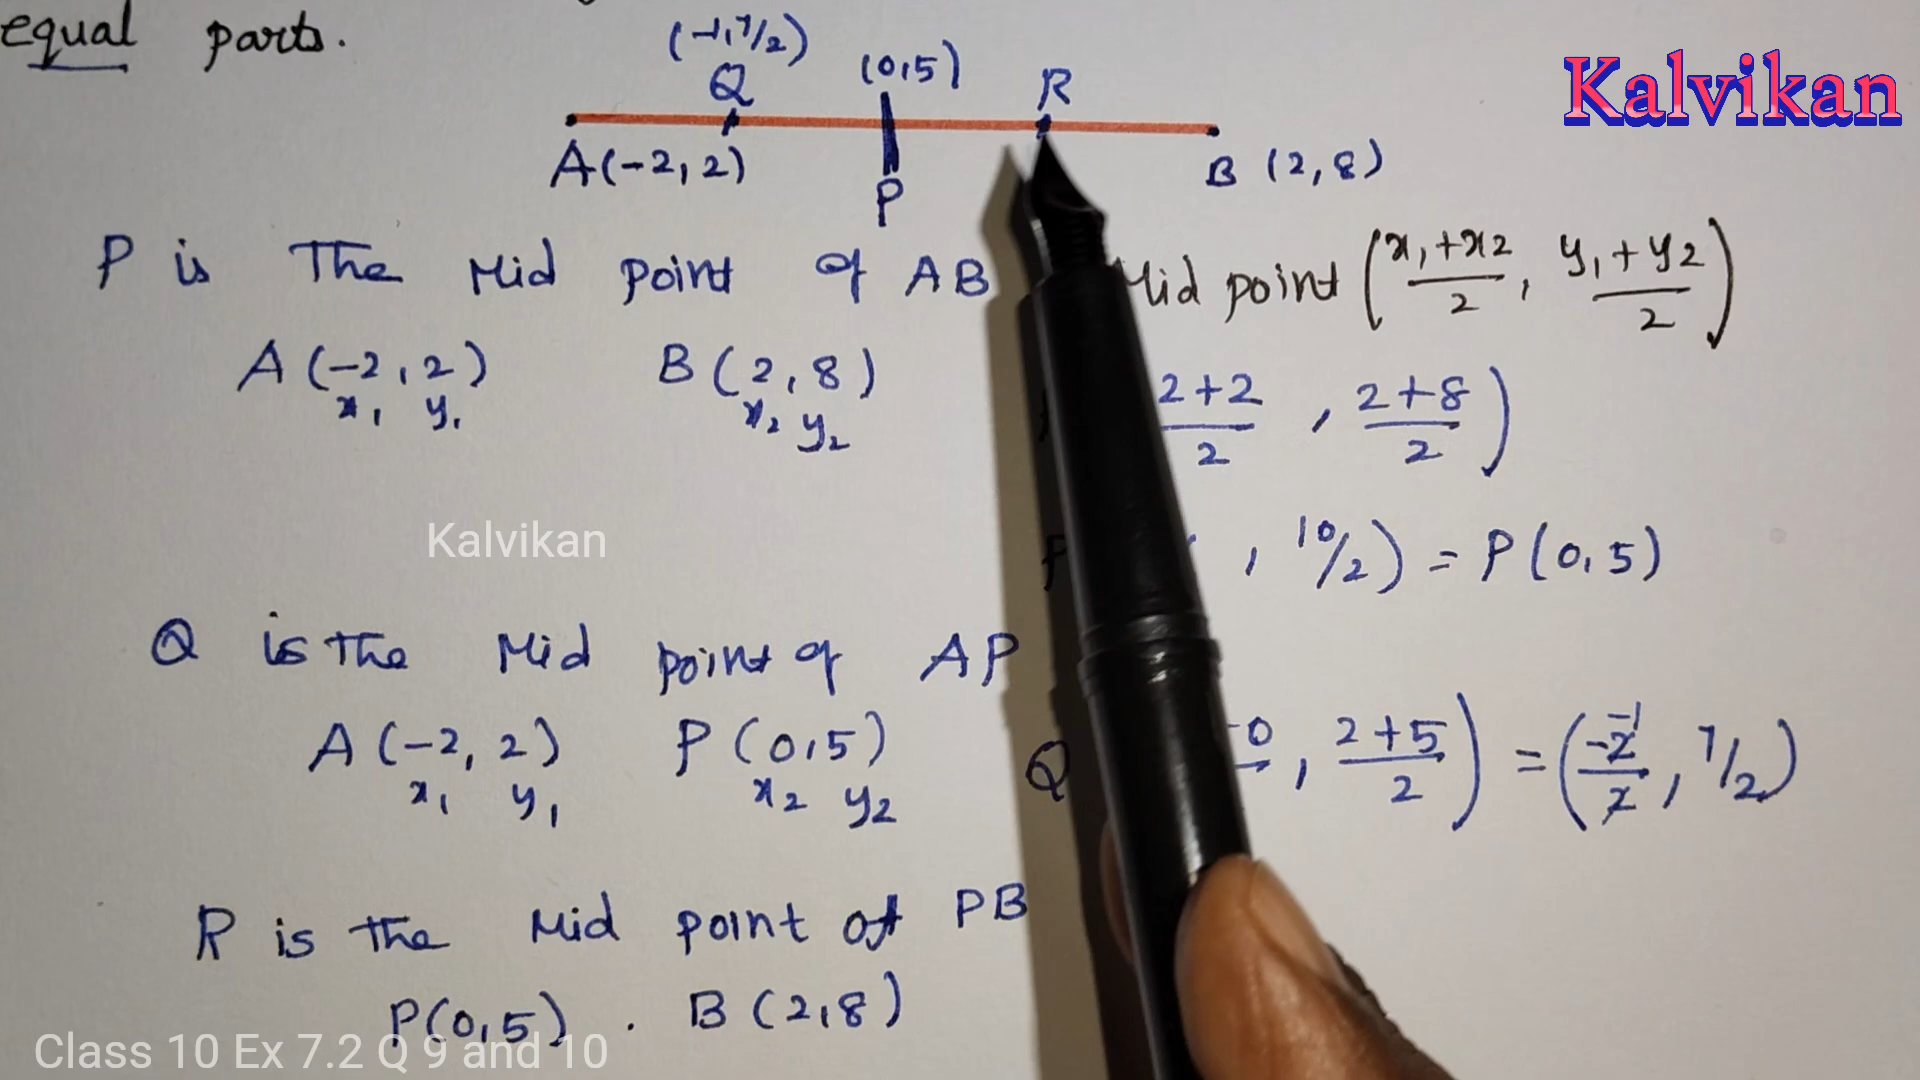 equal parts.
(-1, 7/2)
Q
(0,5)
R
Kalvikan
A(-2, 2)
P
B (2, 8)
P is The Mid point of AB
Mid point (x₁+x₂/2, y₁+y₂/2)
A (-2, 2)
B (2, 8)
x₁ y₁
x₂ y₂
2+2/2, 2+8/2)
Kalvikan
P , 10/2) = P(0, 5)
Q is The Mid point of AP
A (-2, 2)
P (0,5)
x₁ y₁
x₂ y₂
Q 0 , 2+5/2) = (-2/2 -1, 7/2)
R is the Mid point of PB
P(0,5) . B (2,8)
Class 10 Ex 7.2 Q 9 and 10